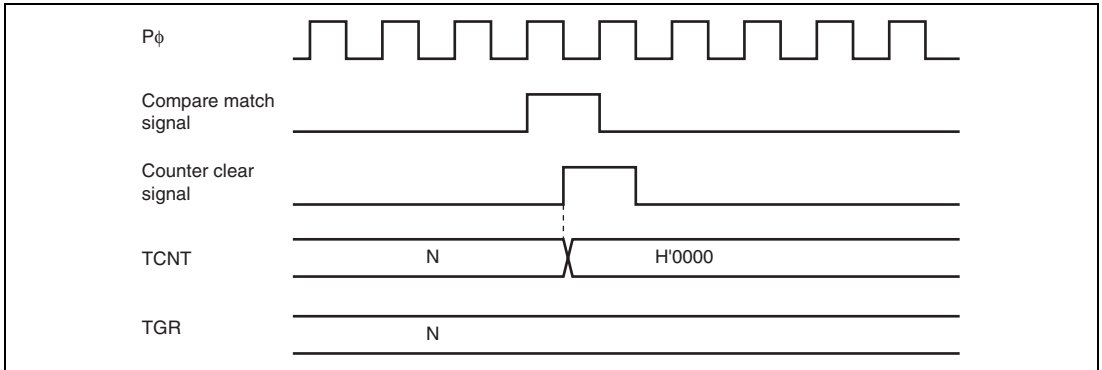 Pϕ
Compare match
signal
Counter clear
signal
TCNT
N
H'0000
TGR
N